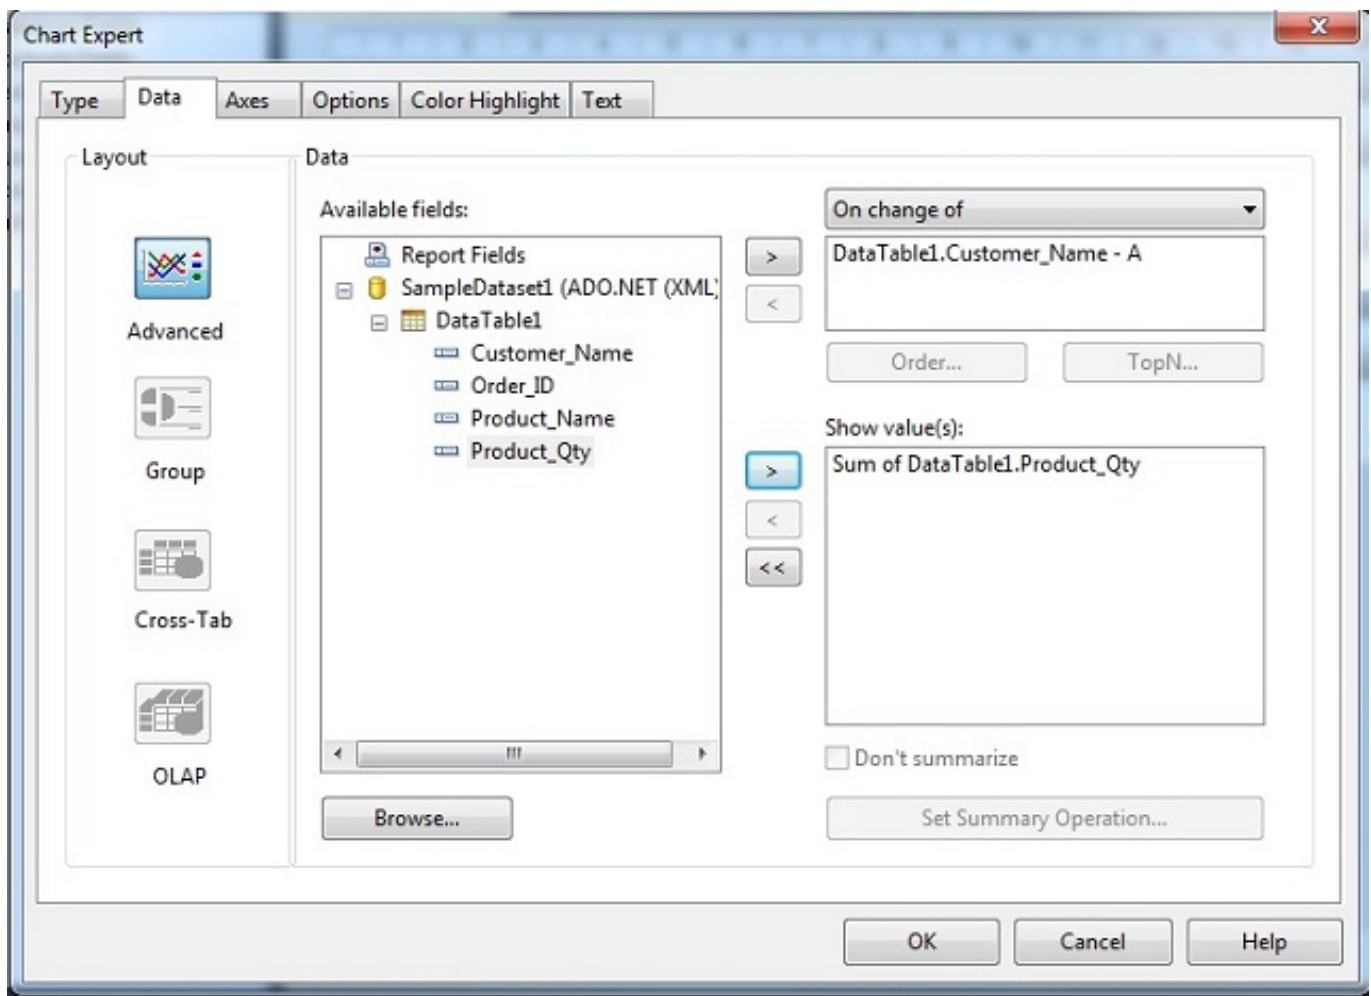 Chart Expert
X
Type
Data
Axes
Options
Color Highlight
Text
Layout
Advanced
Group
Cross-Tab
OLAP
Data
Available fields:
Report Fields
SampleDataset1 (ADO.NET (XML)
DataTable1
Customer_Name
Order_ID
Product_Name
Product_Qty
Browse...
>
<
>
<
<<
On change of
DataTable1.Customer_Name - A
Order...
TopN...
Show value(s):
Sum of DataTable1.Product_Qty
Don't summarize
Set Summary Operation...
OK
Cancel
Help